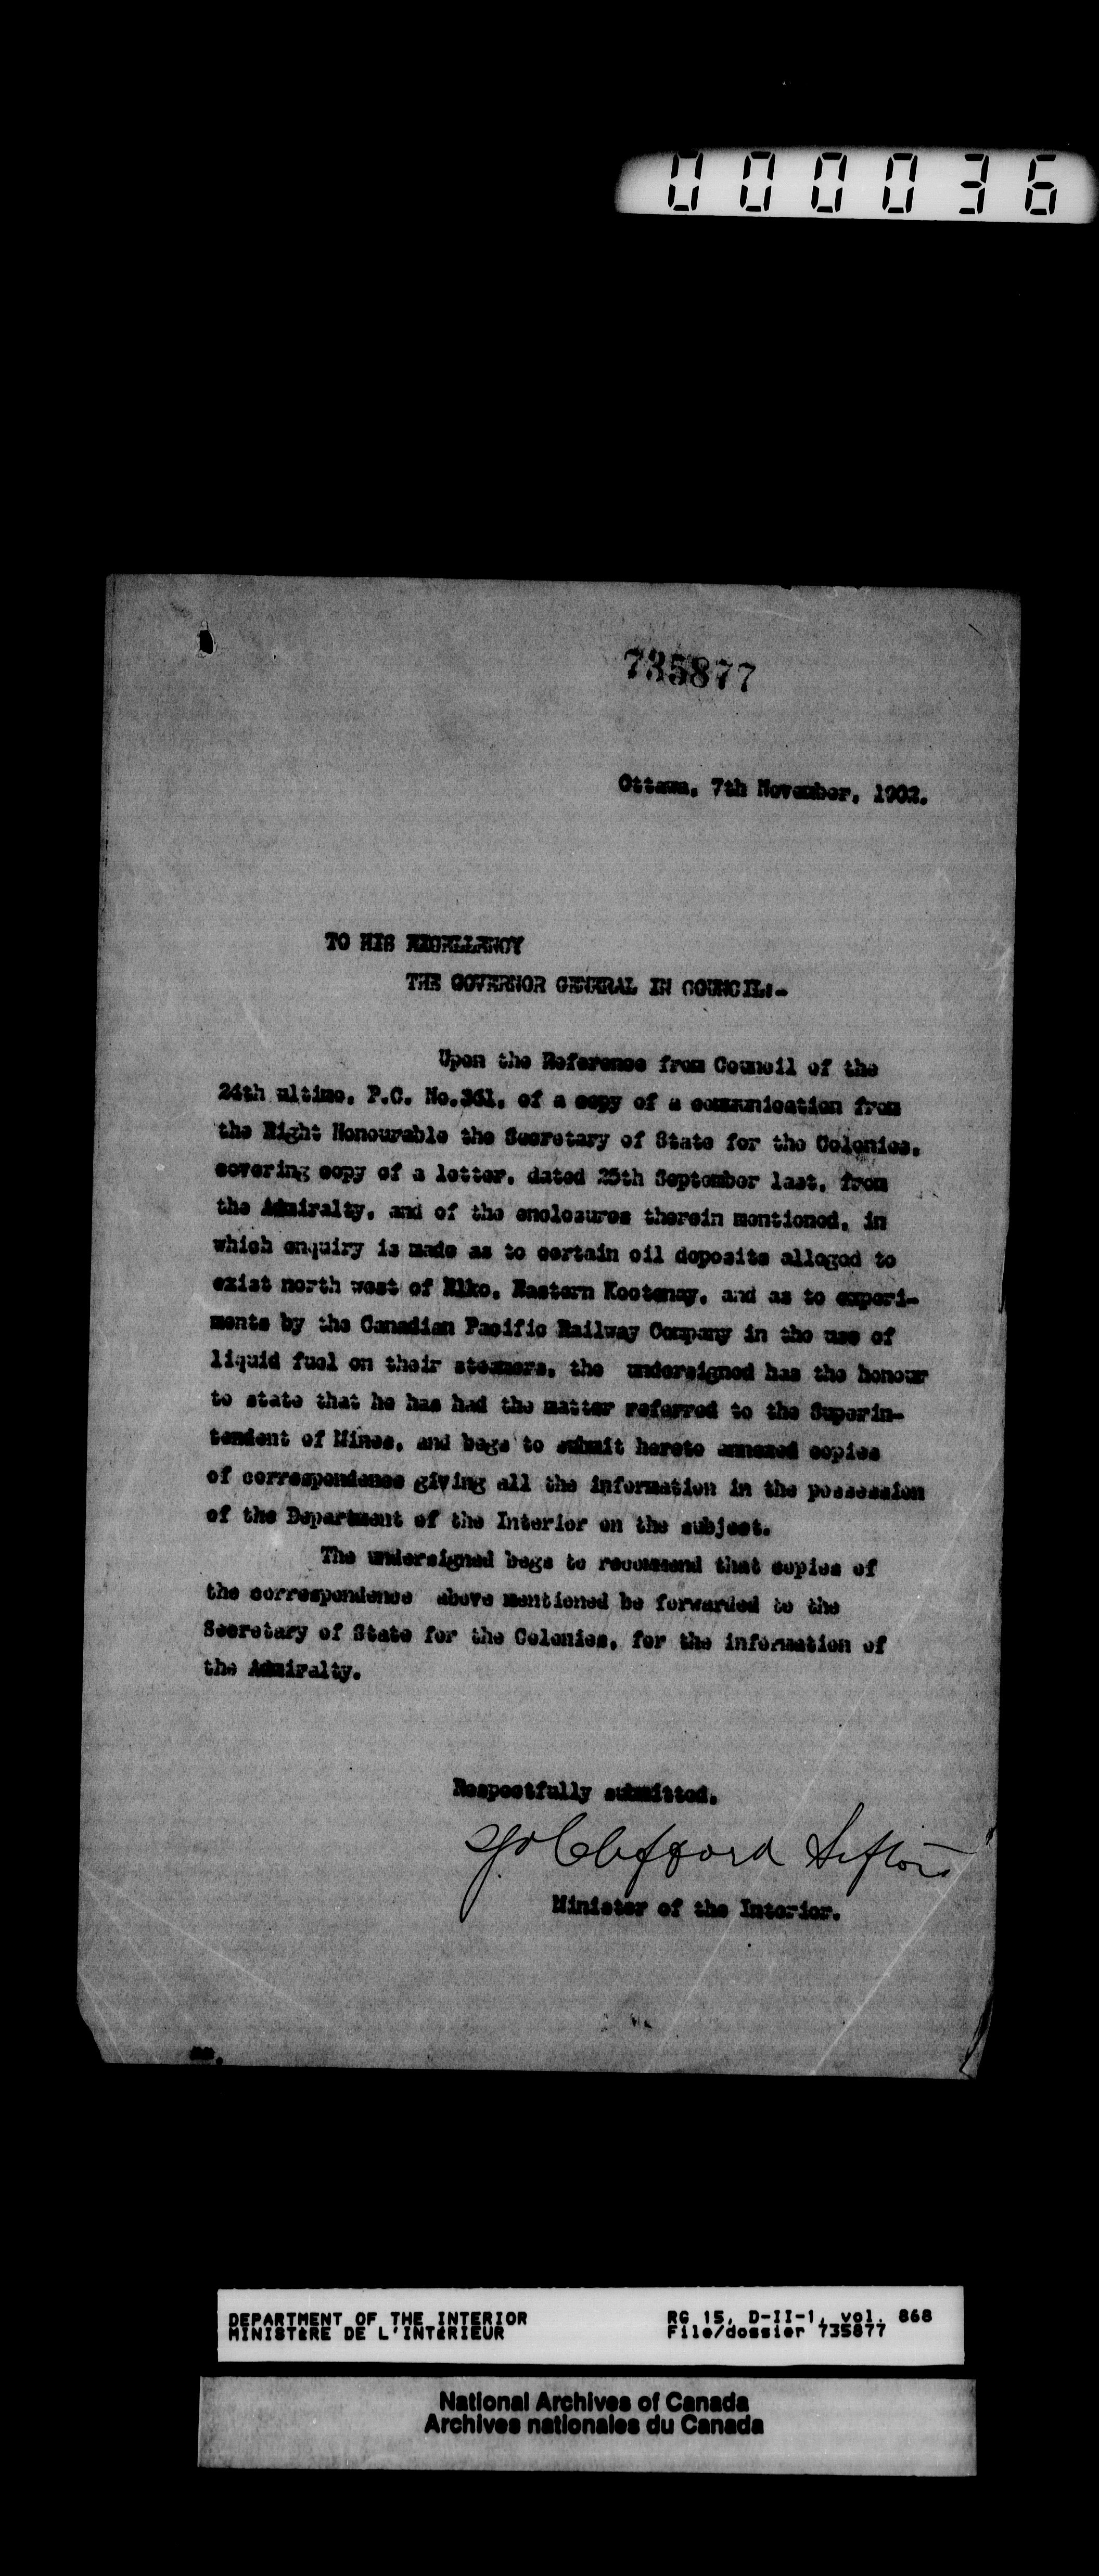 000036
735877
Ottawa, 7th November, 1902.
TO HIS EXCELLENCY
THE GOVERNOR GENERAL IN COUNCIL:-
Upon the Reference from Council of the
24th ultimo, P.C. No.361, of a copy of a communication from
the Right Honourable the Secretary of State for the Colonies,
covering copy of a letter, dated 25th September last, from
the Admiralty, and of the enclosures therein mentioned, in
which enquiry is made as to certain oil deposits alleged to
exist north west of Elko, Eastern Kootenay, and as to experi-
ments by the Canadian Pacific Railway Company in the use of
liquid fuel on their steamers, the undersigned has the honour
to state that he has had the matter referred to the Superin-
tendent of Mines, and begs to submit hereto annexed copies
of correspondence giving all the information in the possession
of the Department of the Interior on the subject.
The undersigned begs to recommend that copies of
the correspondence above mentioned be forwarded to the
Secretary of State for the Colonies, for the information of
the Admiralty.
Respectfully submitted,
Clifford Sifton
Minister of the Interior.
DEPARTMENT OF THE INTERIOR RG 15, D-II-1, vol. 868
MINISTÈRE DE L'INTÉRIEUR File/dossier 735877
National Archives of Canada
Archives nationales du Canada